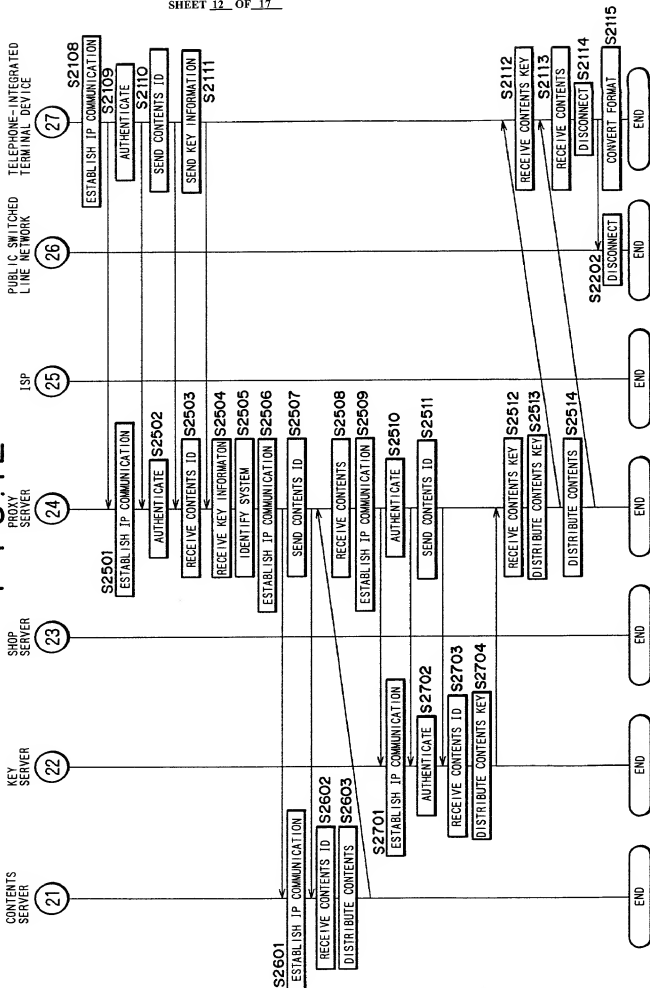 SHEET 12 OF 17
CONTENTS
SERVER
21
KEY
SERVER
22
SHOP
SERVER
23
PROXY
SERVER
24
ISP
25
PUBLIC SWITCHED
LINE NETWORK
26
TELEPHONE-INTEGRATED
TERMINAL DEVICE
27
S2108
ESTABLISH IP COMMUNICATION
S2109
AUTHENTICATE
S2110
SEND CONTENTS ID
SEND KEY INFORMATION
S2111
S2501
ESTABLISH IP COMMUNICATION
AUTHENTICATE
S2502
RECEIVE CONTENTS ID
S2503
RECEIVE KEY INFORMATON
S2504
IDENTIFY SYSTEM
S2505
ESTABLISH IP COMMUNICATION
S2506
SEND CONTENTS ID
S2507
S2601
ESTABLISH IP COMMUNICATION
RECEIVE CONTENTS ID
S2602
DISTRIBUTE CONTENTS
S2603
RECEIVE CONTENTS
S2508
ESTABLISH IP COMMUNICATION
S2509
AUTHENTICATE
S2510
SEND CONTENTS ID
S2511
S2701
ESTABLISH IP COMMUNICATION
AUTHENTICATE
S2702
RECEIVE CONTENTS ID
S2703
DISTRIBUTE CONTENTS KEY
S2704
RECEIVE CONTENTS KEY
S2512
DISTRIBUTE CONTENTS KEY
S2513
DISTRIBUTE CONTENTS
S2514
S2112
RECEIVE CONTENTS KEY
S2113
RECEIVE CONTENTS
S2114
DISCONNECT
S2115
CONVERT FORMAT
S2202
DISCONNECT
END
END
END
END
END
END
END